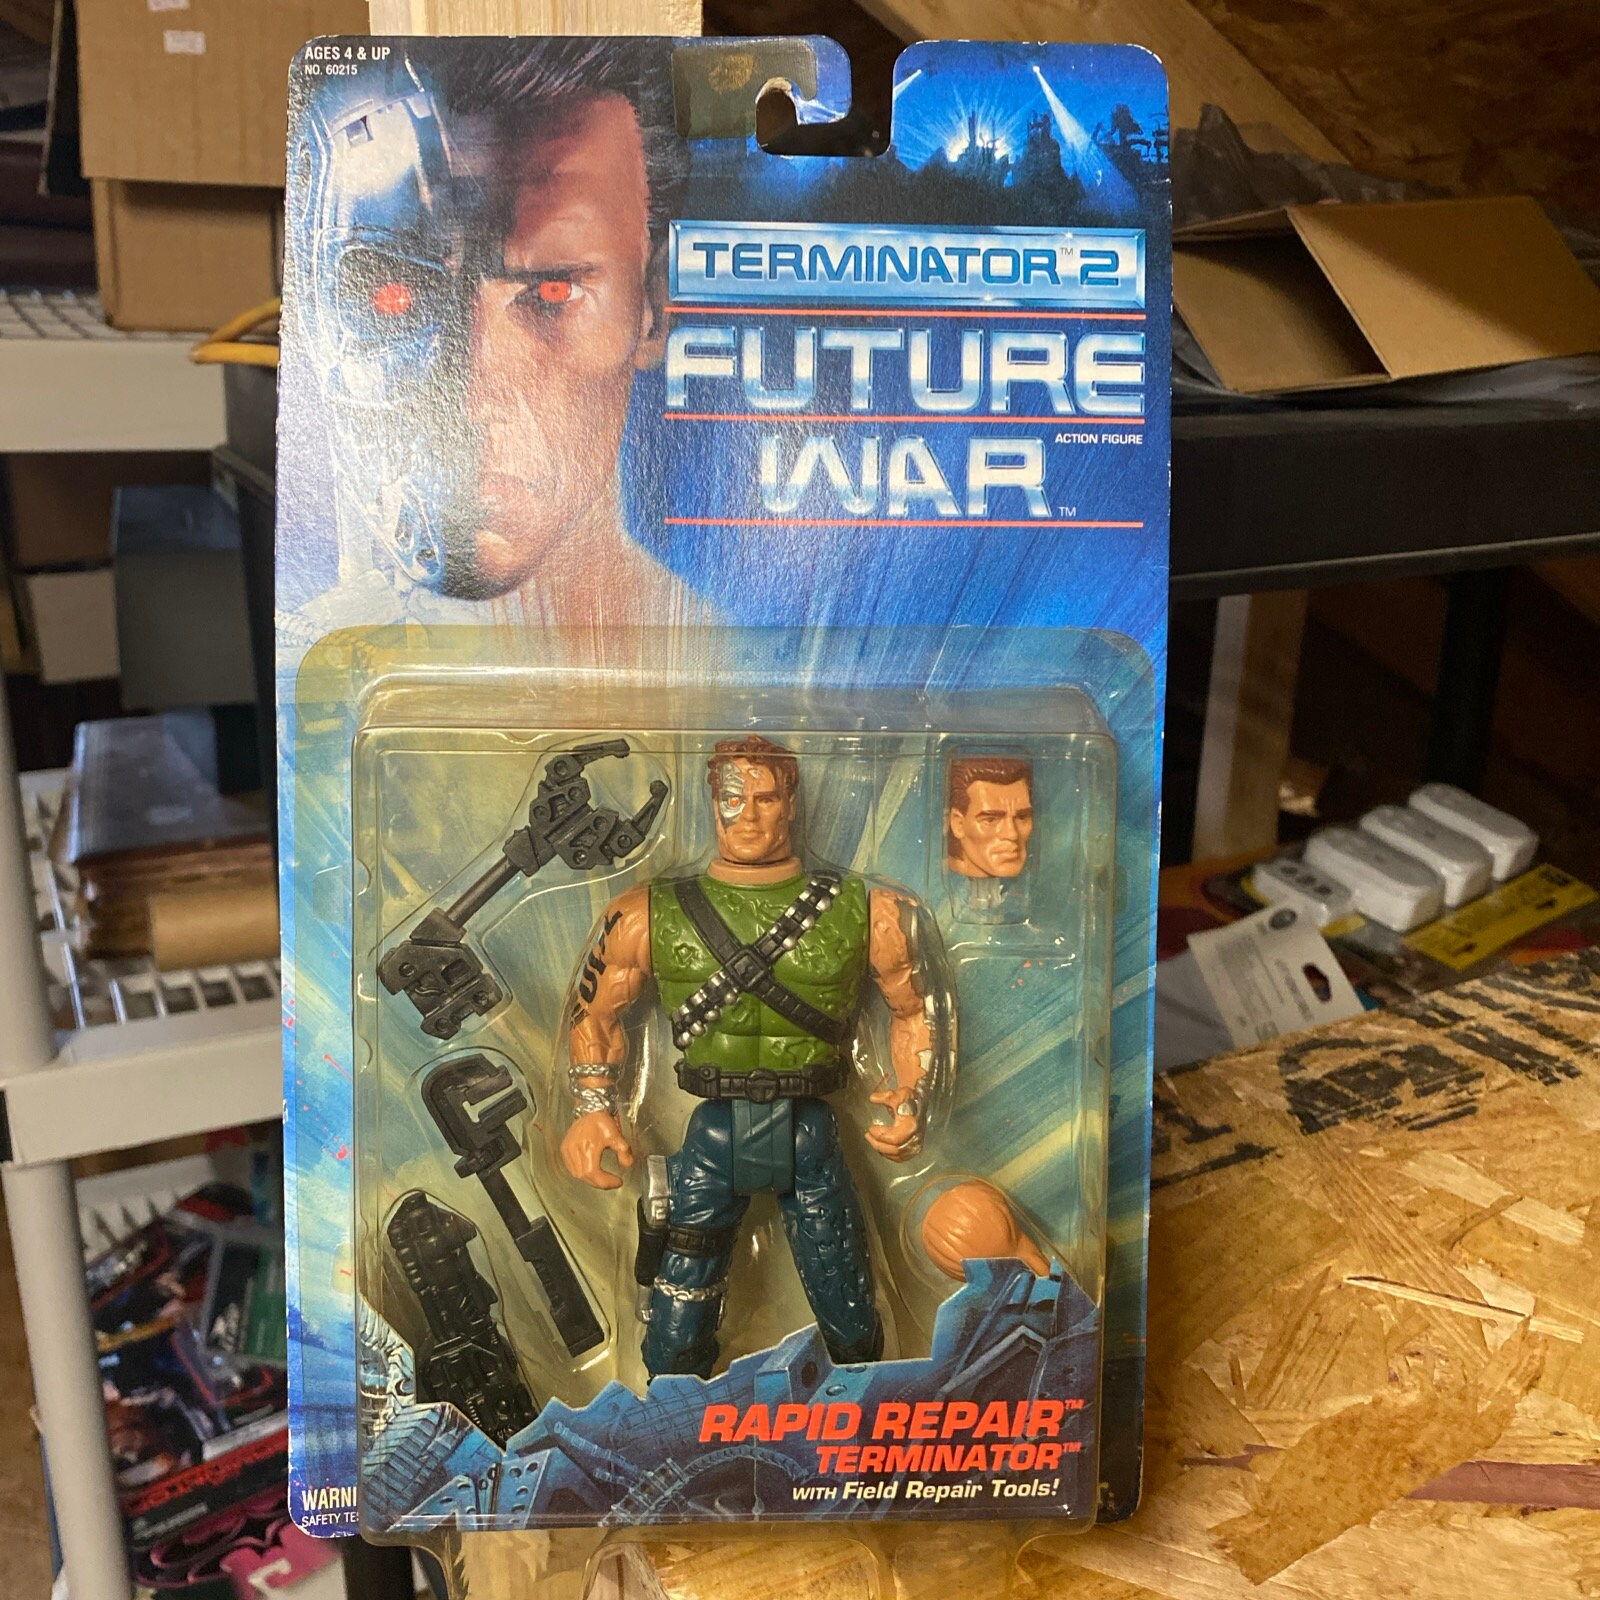 AGES 4 & UP
NO. 60215
TERMINATOR™ 2
FUTURE
WAR™
ACTION FIGURE
RAPID REPAIR™
TERMINATOR™
WITH Field Repair Tools!
WARNI
SAFETY TES